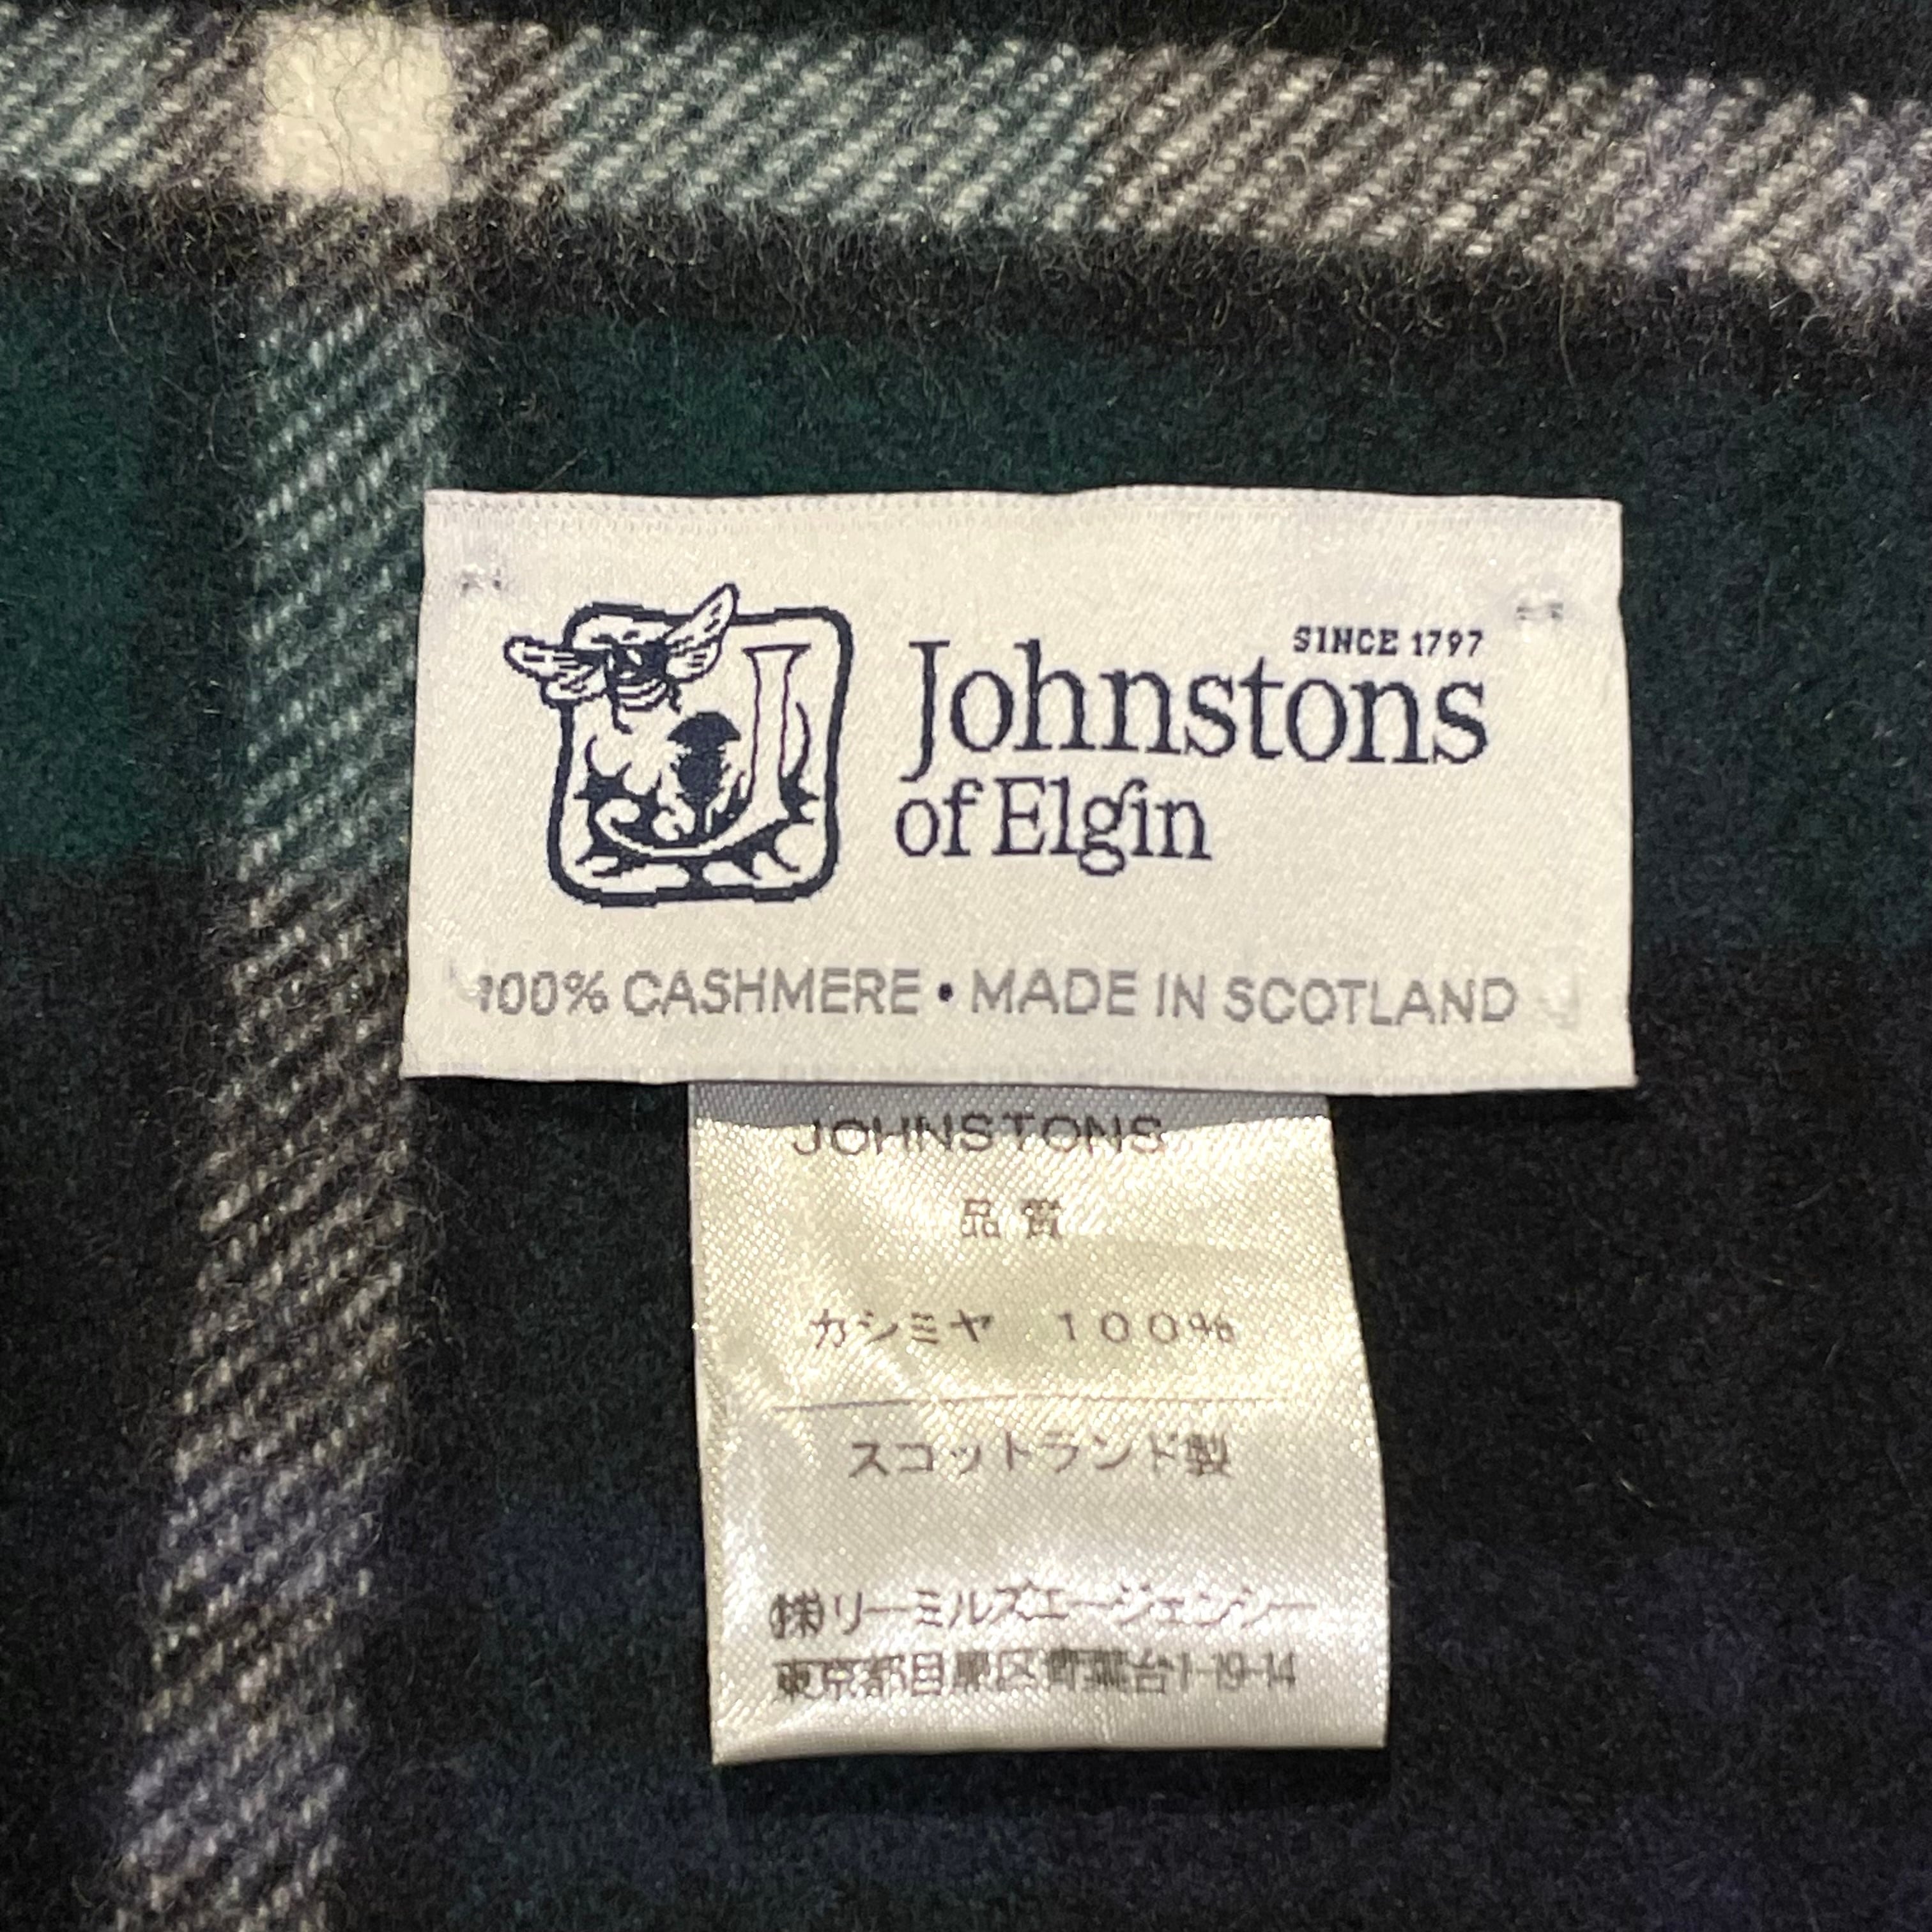 SINCE 1797
Johnstons
of Elgin
100% CASHMERE • MADE IN SCOTLAND
JOHNSTONS
品質
カシミヤ 100%
スコットランド製
(株)リーミルズエージェンシー
東京都目黒区青葉台1-19-14